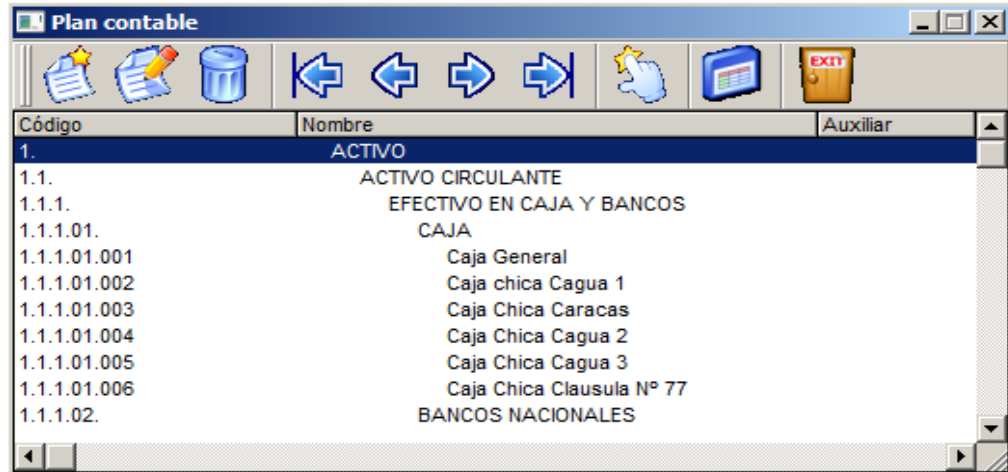 Plan contable
EXIT
Código Nombre Auxiliar
1. ACTIVO
1.1. ACTIVO CIRCULANTE
1.1.1. EFECTIVO EN CAJA Y BANCOS
1.1.1.01. CAJA
1.1.1.01.001 Caja General
1.1.1.01.002 Caja chica Cagua 1
1.1.1.01.003 Caja Chica Caracas
1.1.1.01.004 Caja Chica Cagua 2
1.1.1.01.005 Caja Chica Cagua 3
1.1.1.01.006 Caja Chica Clausula Nº 77
1.1.1.02. BANCOS NACIONALES